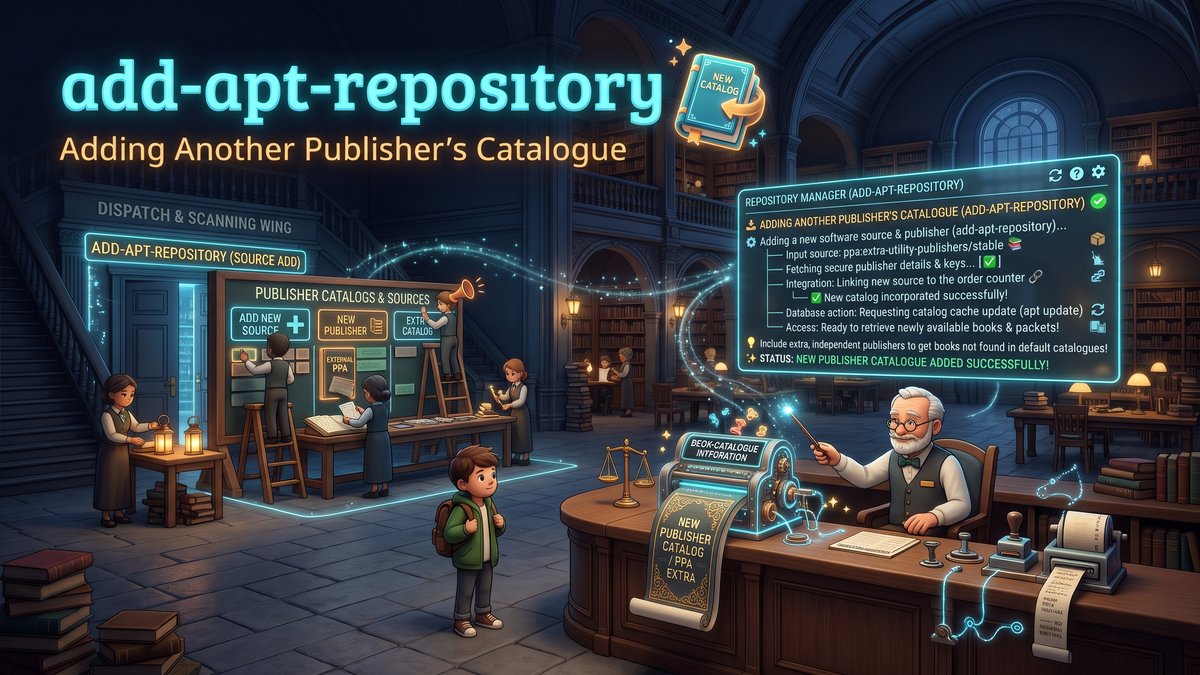 add-apt-repository
Adding Another Publisher's Catalogue
NEW
CATALOG
DISPATCH & SCANNING WING
ADD-APT-REPOSITORY (SOURCE ADD)
PUBLISHER CATALOGS & SOURCES
ADD NEW
SOURCE
NEW
PUBLISHER
EXTR
CATALOG
EXTERNAL
PPA
REPOSITORY MANAGER (ADD-APT-REPOSITORY)
ADDING ANOTHER PUBLISHER'S CATALOGUE (ADD-APT-REPOSITORY)
Adding a new software source & publisher (add-apt-repository)...
Input source: ppa:extra-utility-publishers/stable
Fetching secure publisher details & keys... [✅]
Integration: Linking new source to the order counter
✅ New catalog incorporated successfully!
Database action: Requesting catalog cache update (apt update)
Access: Ready to retrieve newly available books & packets!
Include extra, independent publishers to get books not found in default catalogues!
STATUS: NEW PUBLISHER CATALOGUE ADDED SUCCESSFULLY!
BEOK-CATALOGUE
INTFORATION
NEW
PUBLISHER
CATALOG
/ PPA
EXTRA